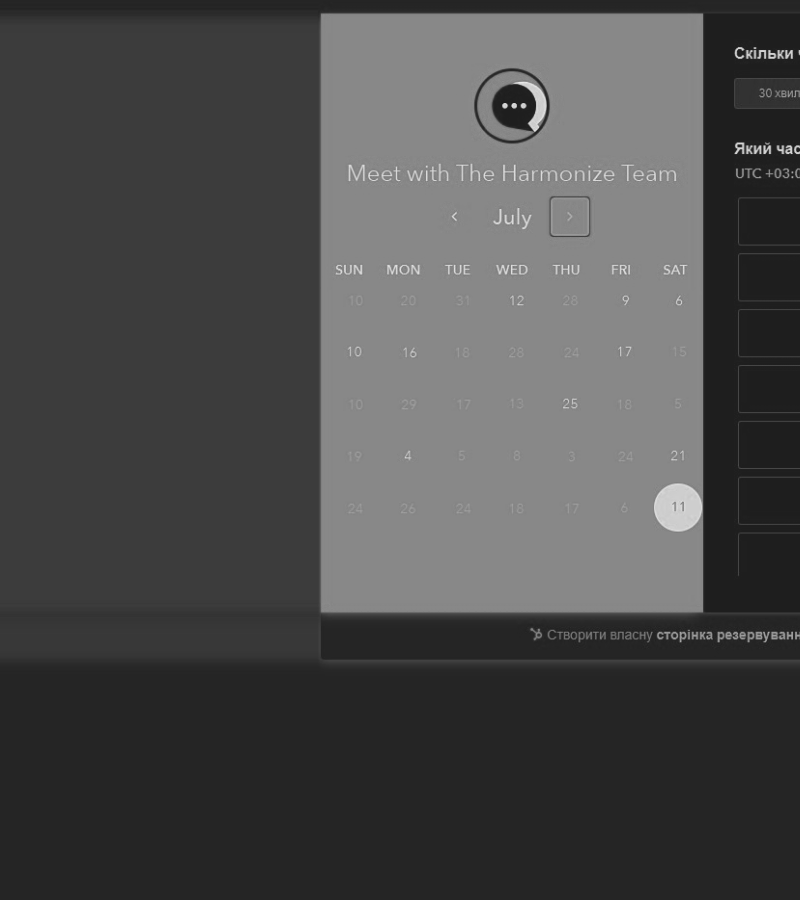 Meet with The Harmonize Team
July
SUN MON TUE WED THU FRI SAT
10 20 31 12 28 9 6
10 16 18 28 24 17 15
10 29 17 13 25 18 5
19 4 5 8 3 24 21
24 26 24 18 17 6 11
Скільки
30 хвил
Який час
UTC +03:0
Створити власну сторінка резервуванн